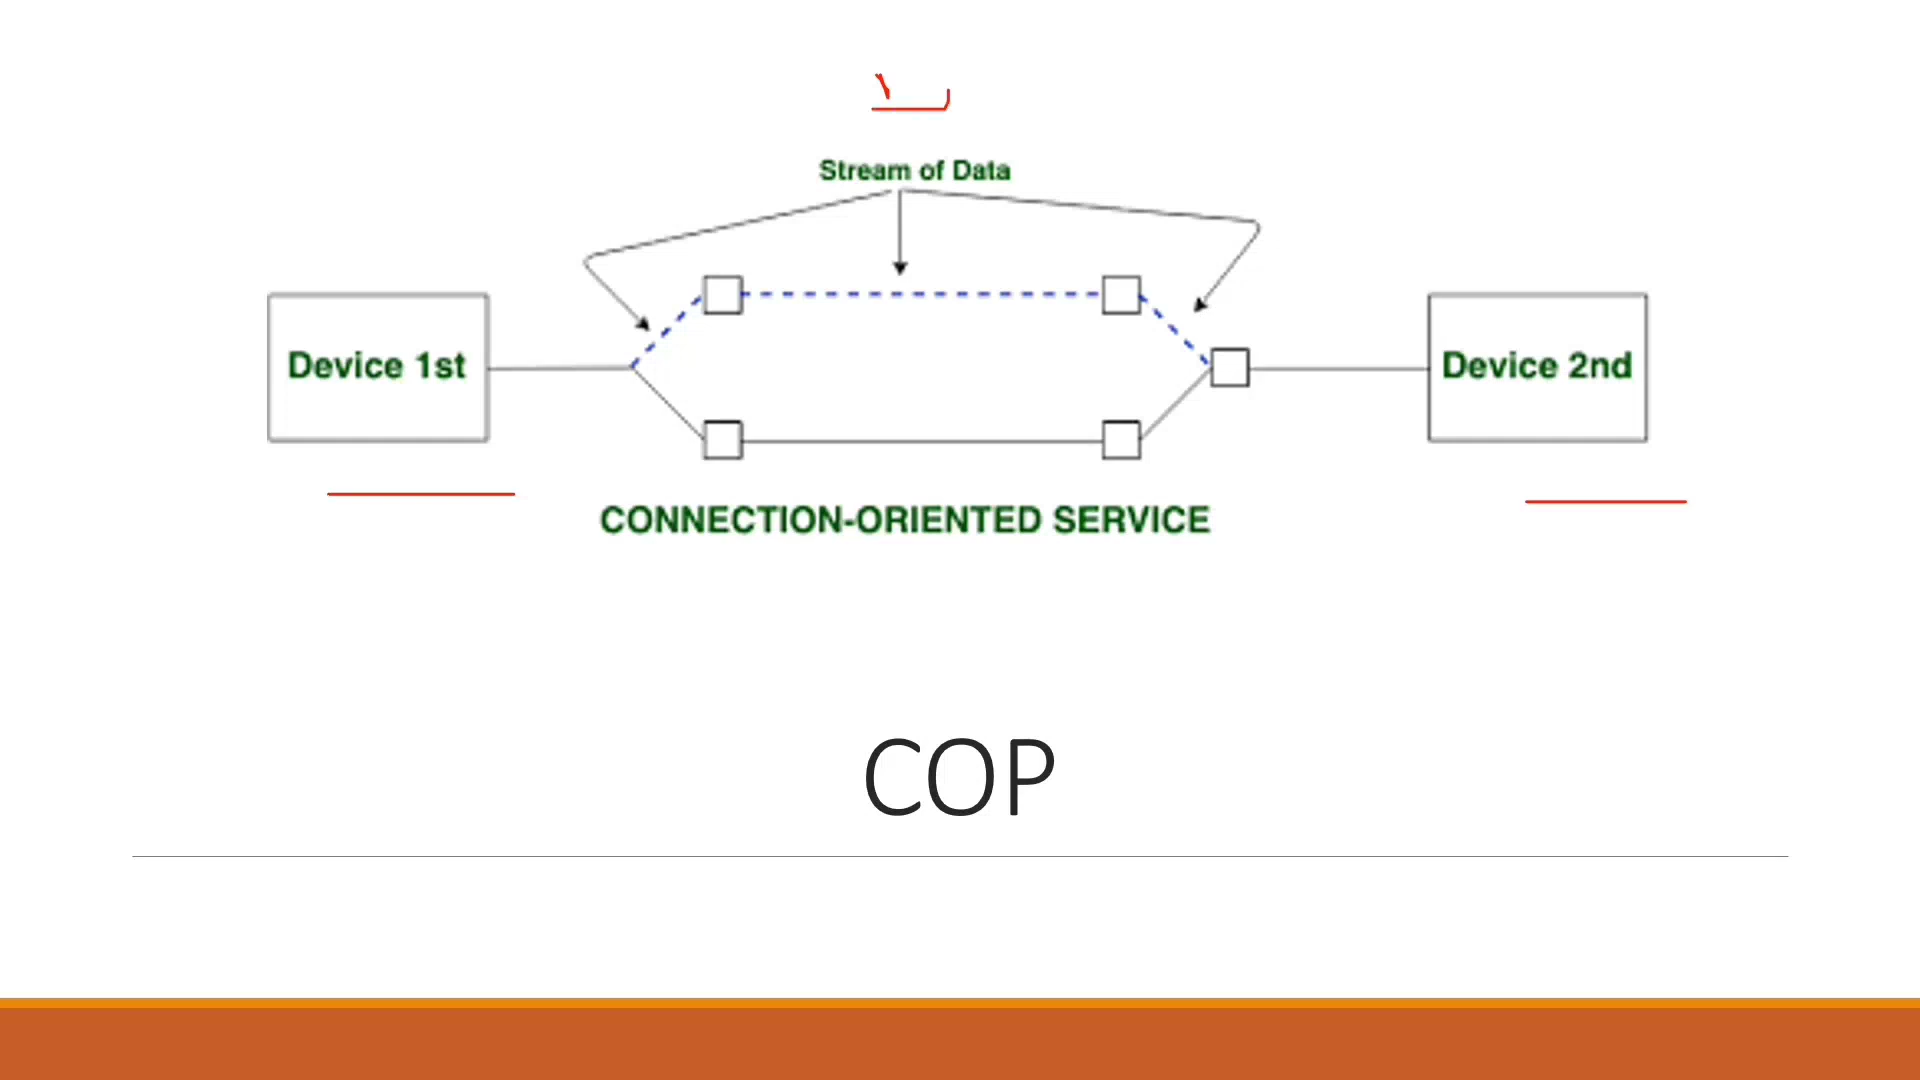 Stream of Data
Device 1st
Device 2nd
CONNECTION-ORIENTED SERVICE
COP